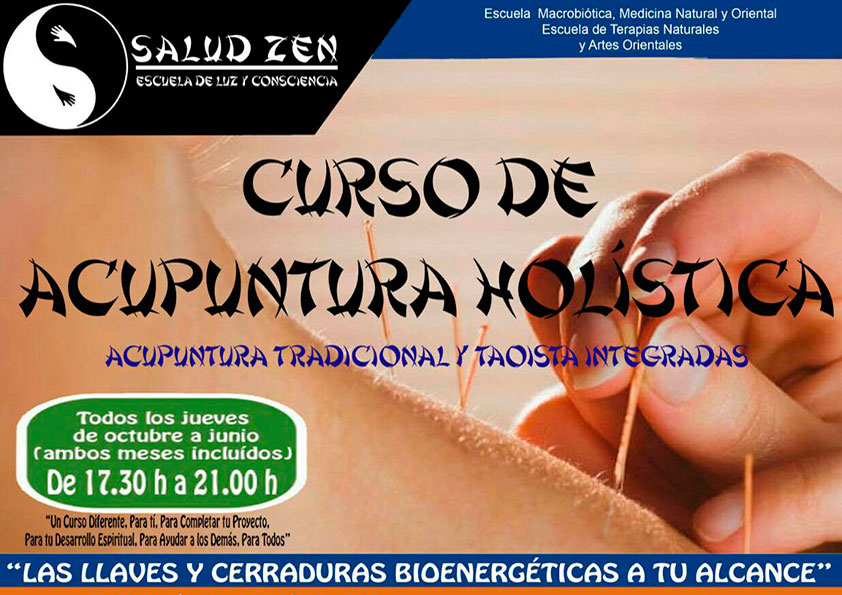 SALUD ZEN
ESCUELA DE LUZ Y CONSCIENCIA
Escuela Macrobiótica, Medicina Natural y Oriental
Escuela de Terapias Naturales
y Artes Orientales
CURSO DE
ACUPUNTURA HOLÍSTICA
ACUPUNTURA TRADICIONAL Y TAOISTA INTEGRADAS
Todos los jueves
de octubre a junio
(ambos meses incluídos)
De 17.30 h a 21.00 h
"Un Curso Diferente, Para tí, Para Completar tu Proyecto,
Para tu Desarrollo Espiritual, Para Ayudar a los Demás, Para Todos"
"LAS LLAVES Y CERRADURAS BIOENERGÉTICAS A TU ALCANCE"